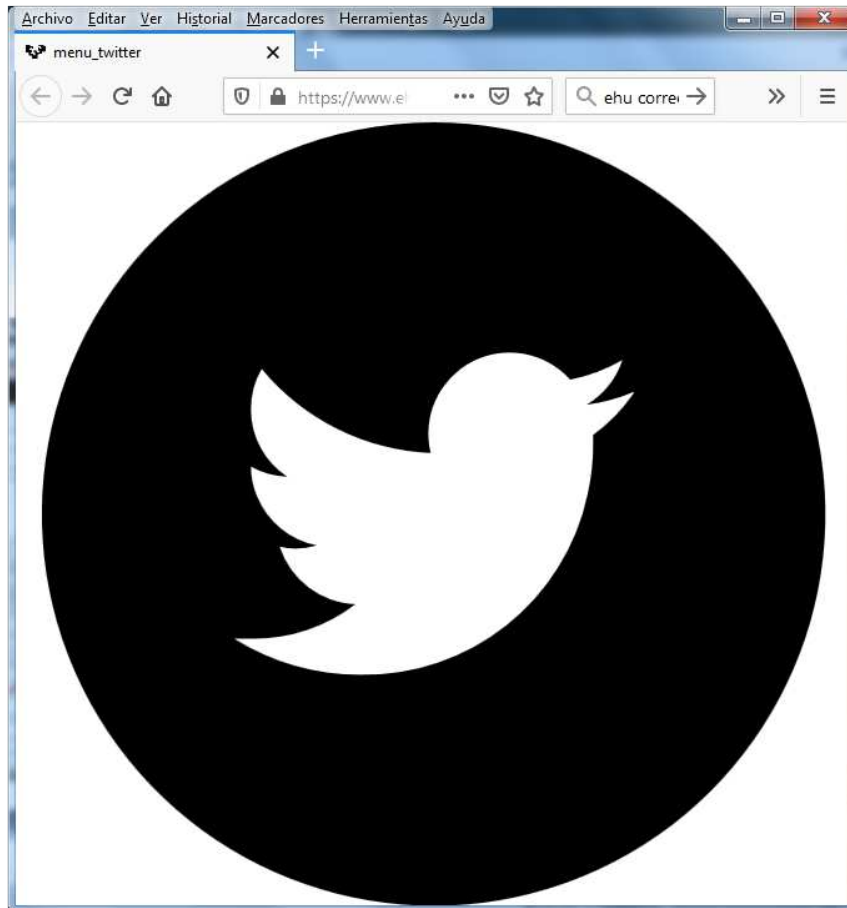 Archivo Editar Ver Historial Marcadores Herramientas Ayuda
menu_twitter
https://www.e
ehu corre